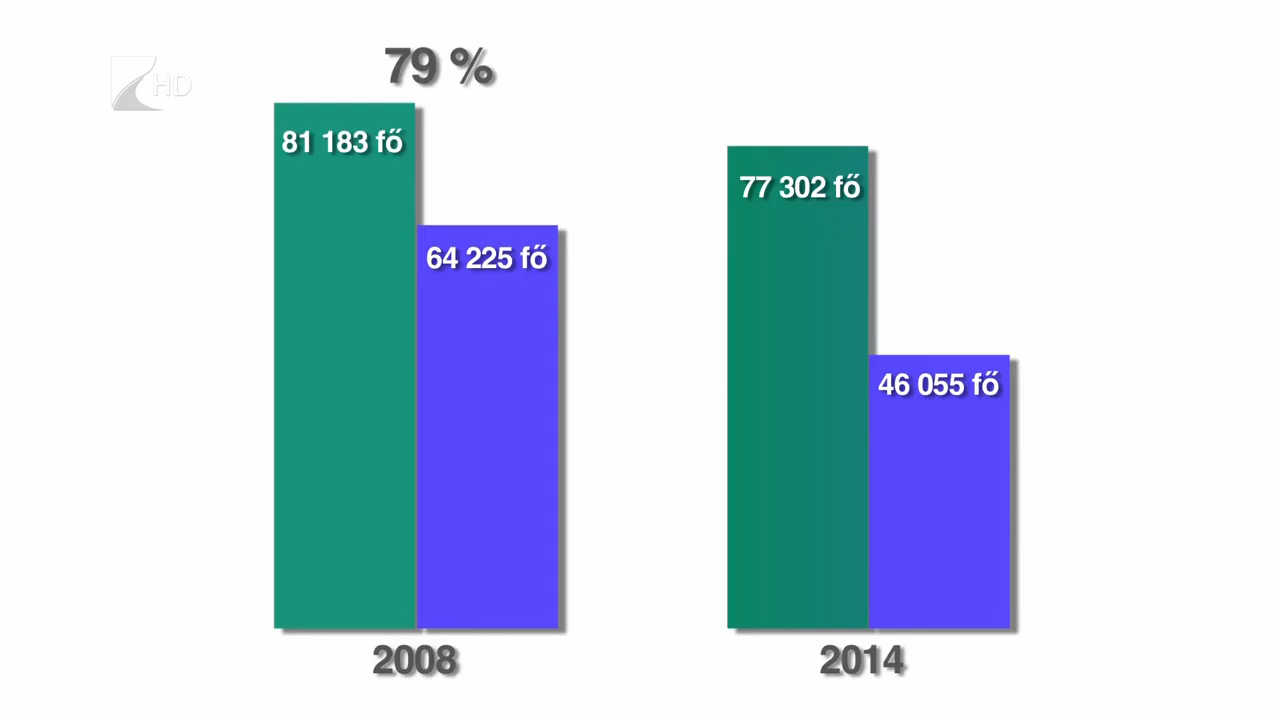 79 %
HD
81 183 fő
77 302 fő
64 225 fő
46 055 fő
2008
2014